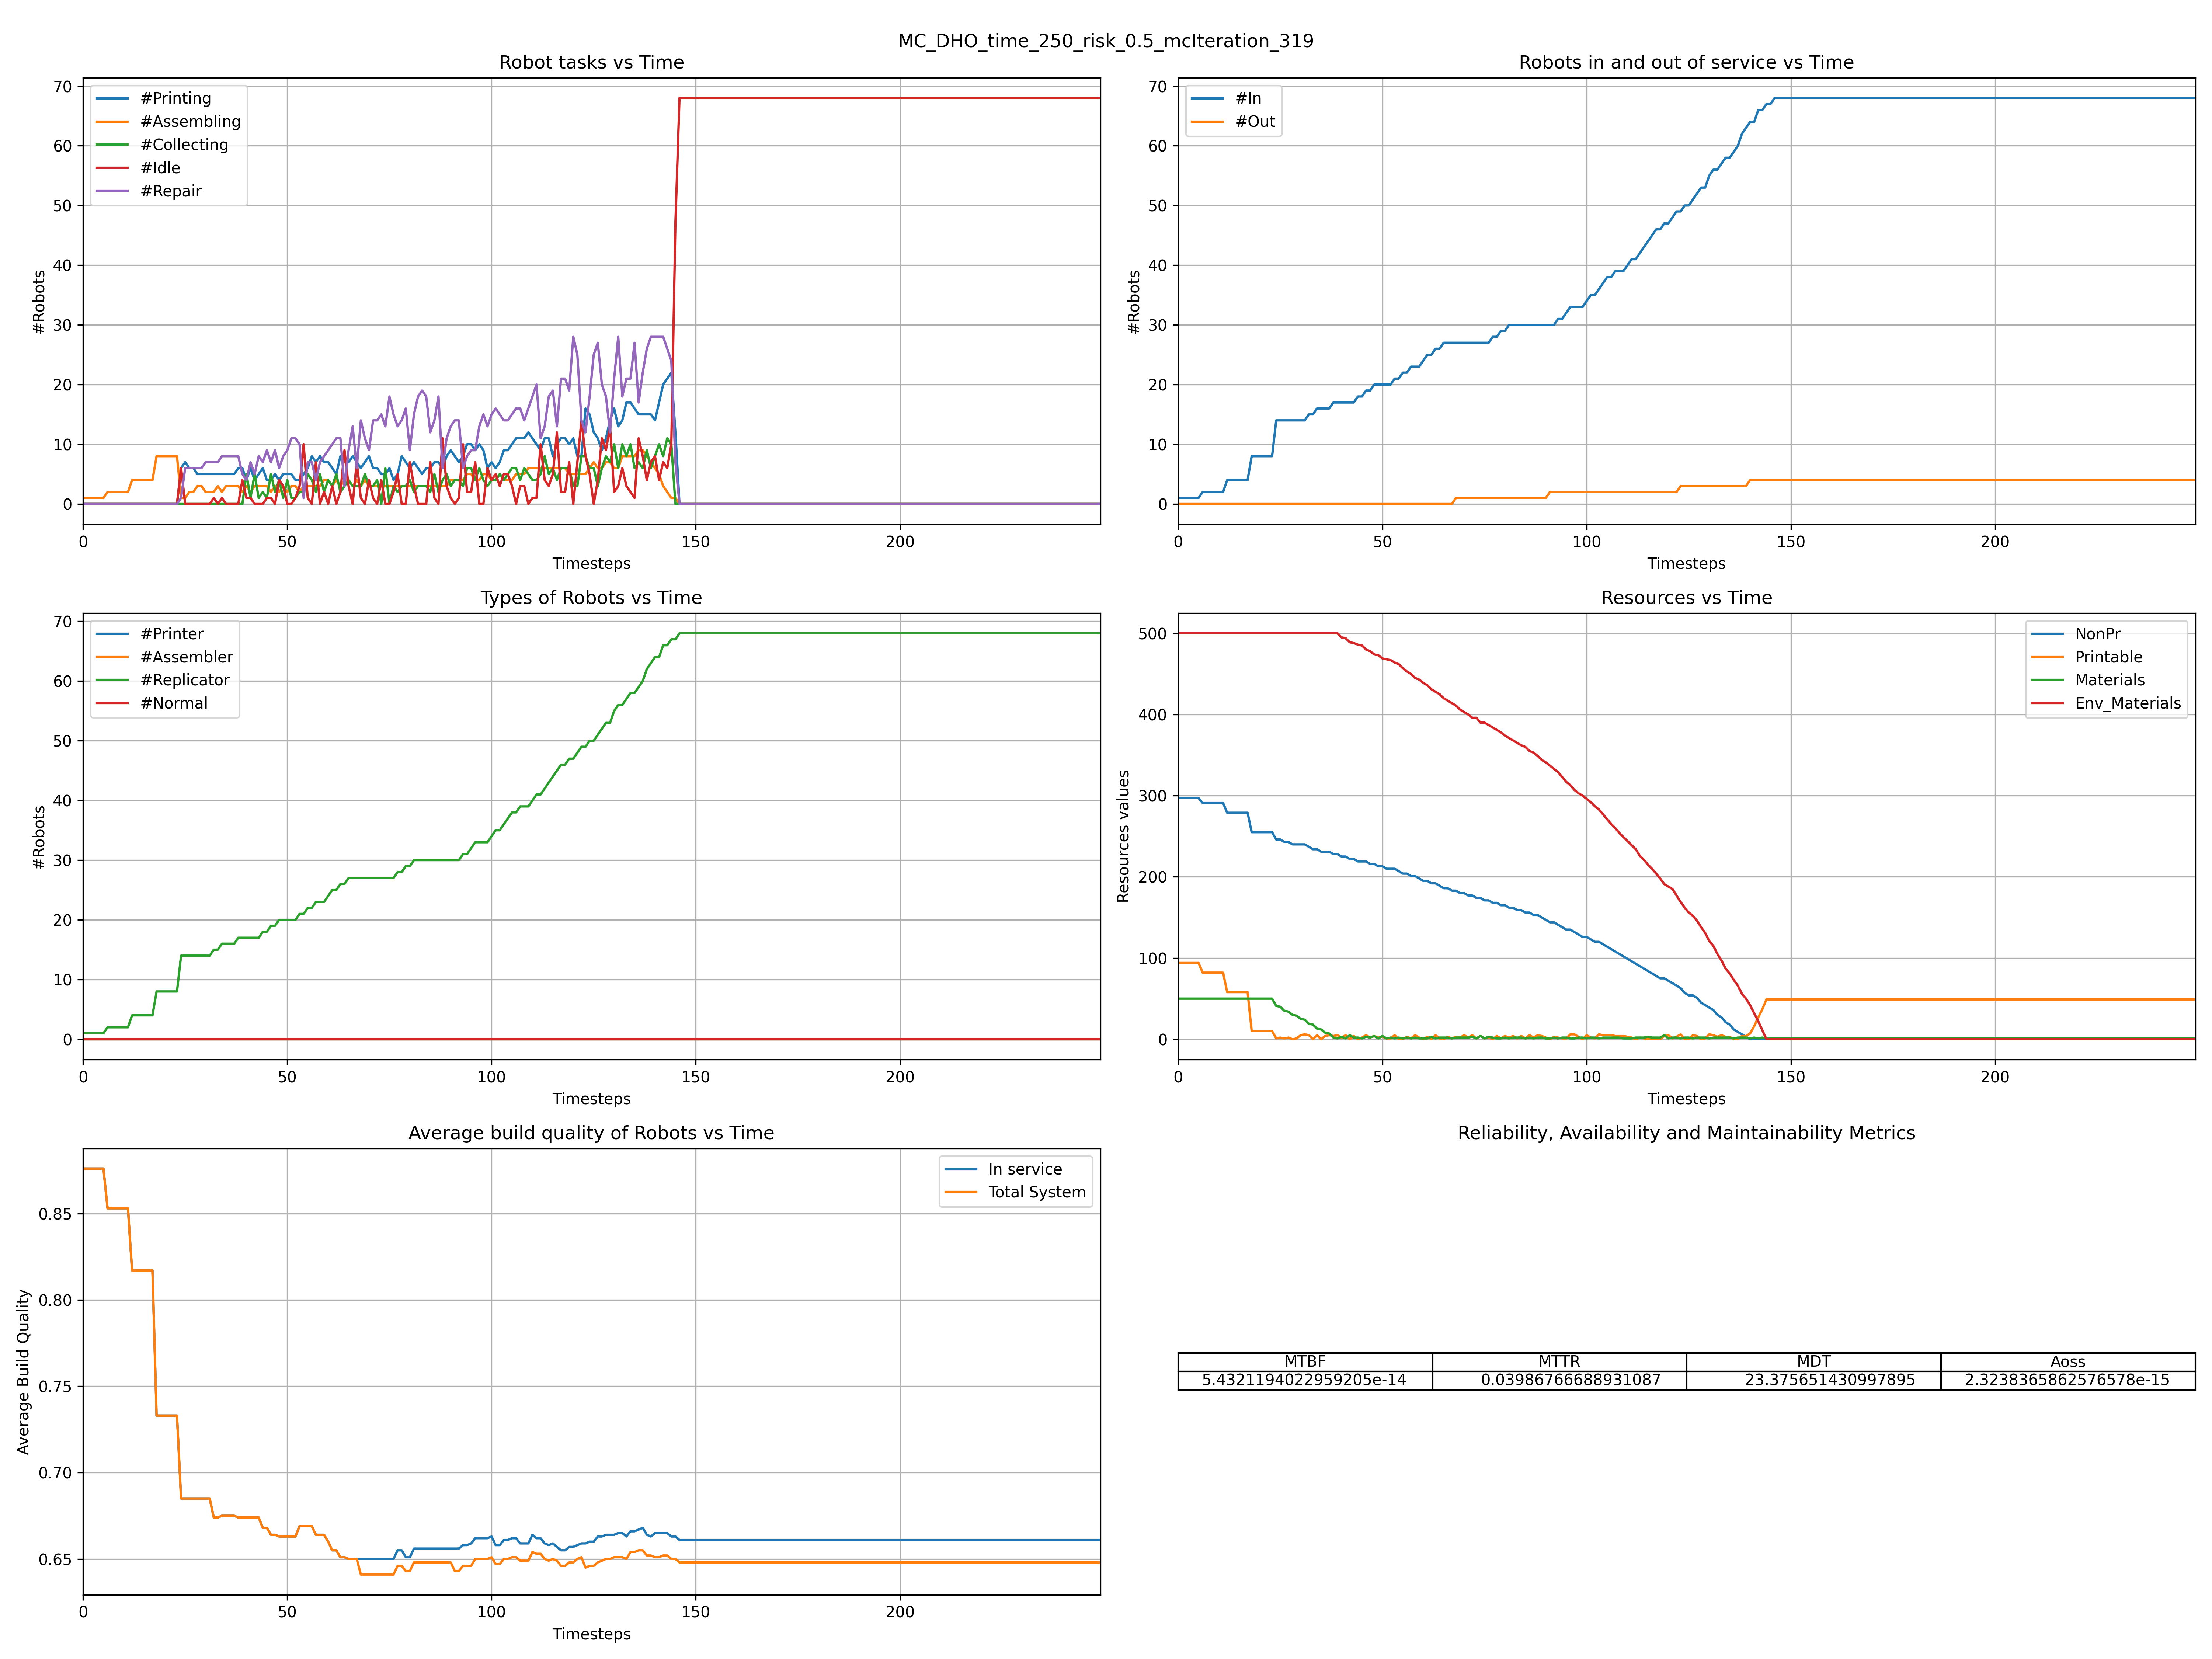 MC_DHO_time_250_risk_0.5_mcIteration_319
Robot tasks vs Time
#Robots
70
60
50
40
30
20
10
0
#Printing
#Assembling
#Collecting
#Idle
#Repair
0 50 100 150 200
Timesteps
Robots in and out of service vs Time
#Robots
70
60
50
40
30
20
10
0
#In
#Out
0 50 100 150 200
Timesteps
Types of Robots vs Time
#Robots
70
60
50
40
30
20
10
0
#Printer
#Assembler
#Replicator
#Normal
0 50 100 150 200
Timesteps
Resources vs Time
Resources values
500
400
300
200
100
0
NonPr
Printable
Materials
Env_Materials
0 50 100 150 200
Timesteps
Average build quality of Robots vs Time
Average Build Quality
0.85
0.80
0.75
0.70
0.65
In service
Total System
0 50 100 150 200
Timesteps
Reliability, Availability and Maintainability Metrics
MTBF MTTR MDT Aoss
5.4321194022959205e-14 0.03986766688931087 23.375651430997895 2.3238365862576578e-15